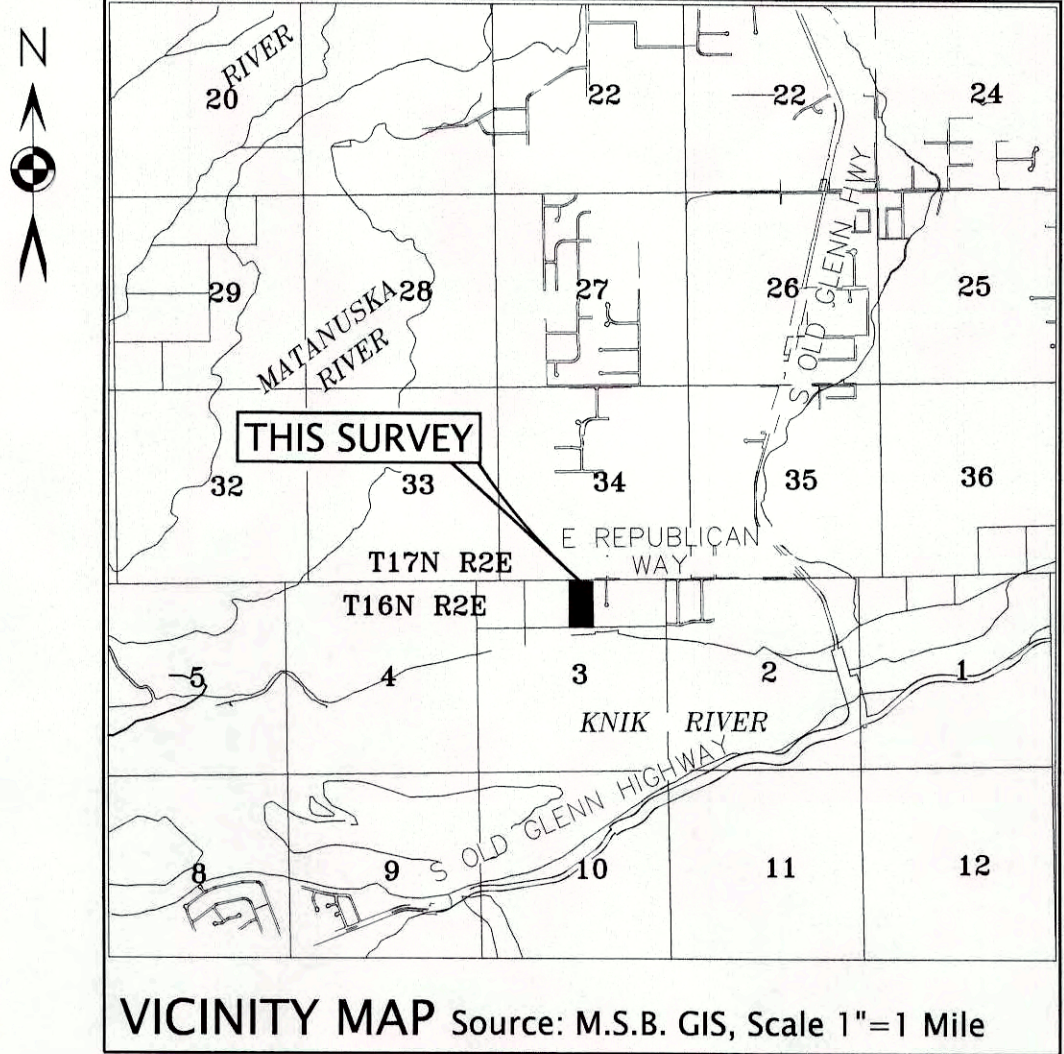 N
RIVER
20
22
22
24
S OLD GLENN HWY
29
28
27
26
25
MATANUSKA
RIVER
THIS SURVEY
32
33
34
35
36
E REPUBLICAN
WAY
T17N R2E
T16N R2E
5
4
3
2
1
KNIK RIVER
S OLD GLENN HIGHWAY
8
9
10
11
12
VICINITY MAP Source: M.S.B. GIS, Scale 1"=1 Mile